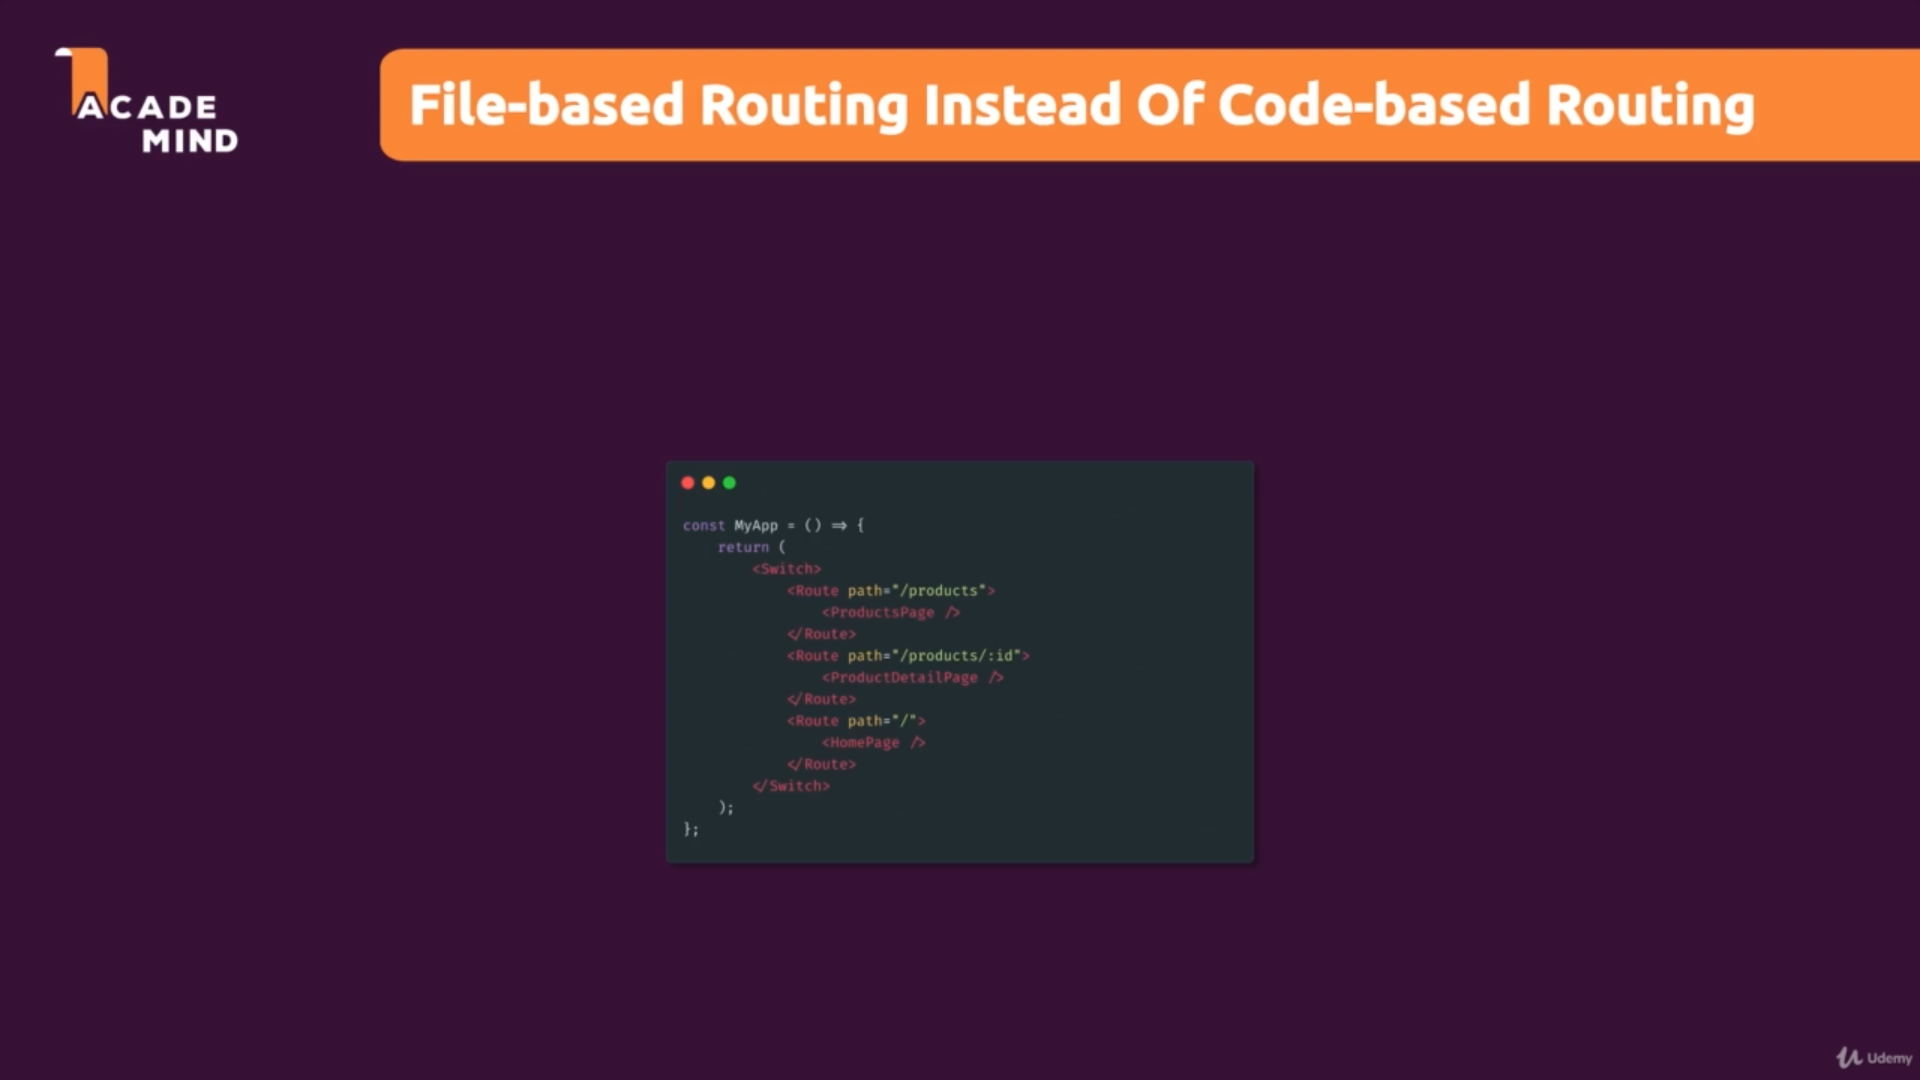 ACADE
MIND
File-based Routing Instead Of Code-based Routing
const MyApp = () => {
    return (
        <Switch>
            <Route path="/products">
                <ProductsPage />
            </Route>
            <Route path="/products/:id">
                <ProductDetailPage />
            </Route>
            <Route path="/">
                <HomePage />
            </Route>
        </Switch>
    );
};
Udemy